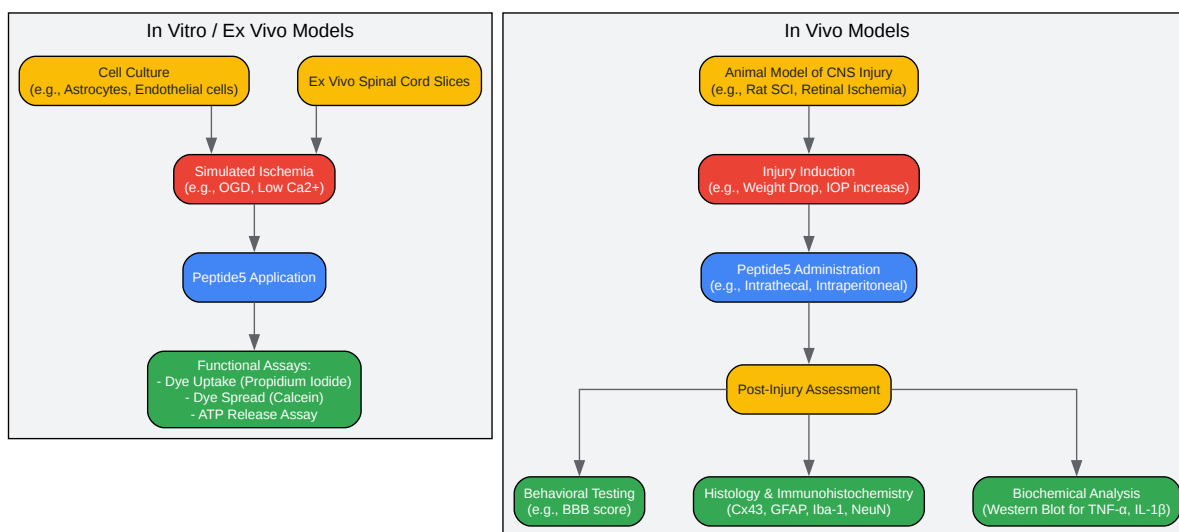 In Vitro / Ex Vivo Models
Cell Culture
(e.g., Astrocytes, Endothelial cells)
Ex Vivo Spinal Cord Slices
Simulated Ischemia
(e.g., OGD, Low Ca2+)
Peptide5 Application
Functional Assays:
- Dye Uptake (Propidium Iodide)
- Dye Spread (Calcein)
- ATP Release Assay
In Vivo Models
Animal Model of CNS Injury
(e.g., Rat SCI, Retinal Ischemia)
Injury Induction
(e.g., Weight Drop, IOP increase)
Peptide5 Administration
(e.g., Intrathecal, Intraperitoneal)
Post-Injury Assessment
Behavioral Testing
(e.g., BBB score)
Histology & Immunohistochemistry
(Cx43, GFAP, Iba-1, NeuN)
Biochemical Analysis
(Western Blot for TNF-α, IL-1β)